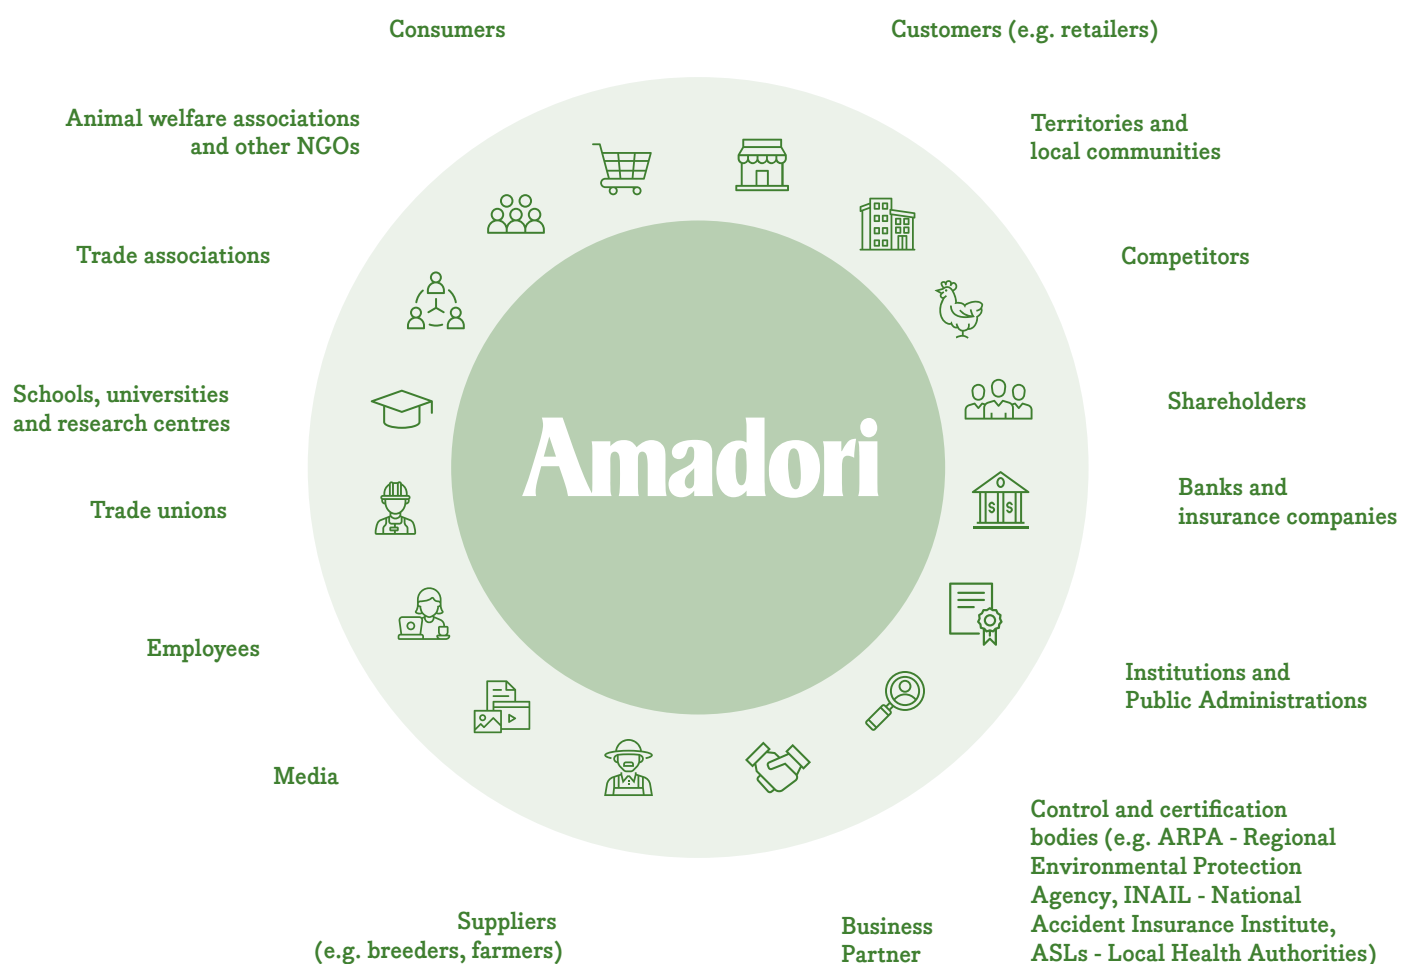 Consumers
Customers (e.g. retailers)
Animal welfare associations
and other NGOs
Territories and
local communities
Trade associations
Competitors
Schools, universities
and research centres
Shareholders
Amadori
Banks and
insurance companies
Trade unions
$ $
Employees
Institutions and
Public Administrations
Media
Control and certification
bodies (e.g. ARPA - Regional
Environmental Protection
Agency, INAIL - National
Accident Insurance Institute,
ASLs - Local Health Authorities)
Suppliers
(e.g. breeders, farmers)
Business
Partner